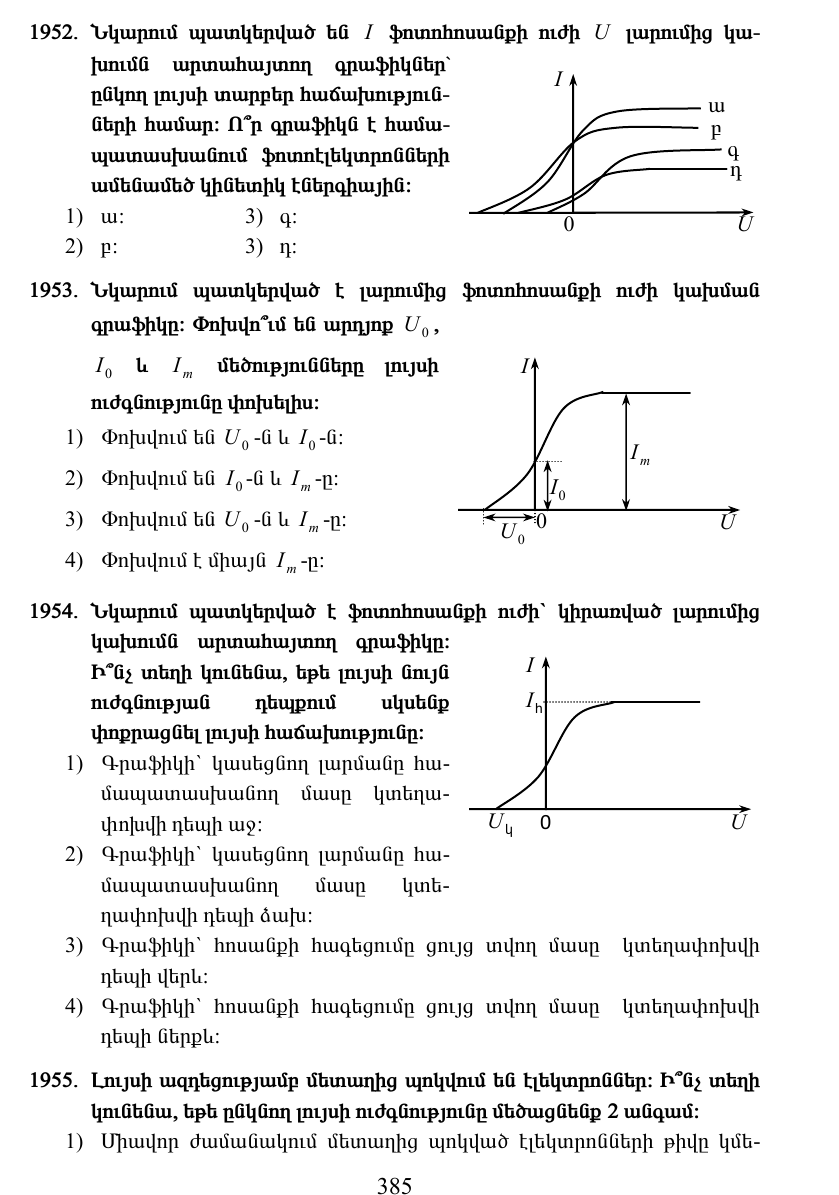 1952. Նկարում պատկերված են I ֆոտոհոսանքի ուժի U լարումից կա-
խումն արտահայտող գրաֆիկներ՝
ընկող լույսի տարբեր հաճախություն-
ների համար: Ո՞ր գրաֆիկն է համա-
պատասխանում ֆոտոէլեկտրոնների
ամենամեծ կինետիկ էներգիային:
1) ա: 3) գ:
2) բ: 3) դ:
I
ա
բ
գ
դ
0 U
1953. Նկարում պատկերված է լարումից ֆոտոհոսանքի ուժի կախման
գրաֆիկը: Փոխվո՞ւմ են արդյոք U0 ,
I0 և Im մեծությունները լույսի
ուժգնությունը փոխելիս:
1) Փոխվում են U0 -ն և I0 -ն:
2) Փոխվում են I0 -ն և Im -ը:
3) Փոխվում են U0 -ն և Im -ը:
4) Փոխվում է միայն Im -ը:
I
Im
I0
U0 0 U
1954. Նկարում պատկերված է ֆոտոհոսանքի ուժի՝ կիրառված լարումից
կախումն արտահայտող գրաֆիկը:
Ի՞նչ տեղի կունենա, եթե լույսի նույն
ուժգնության դեպքում սկսենք
փոքրացնել լույսի հաճախությունը:
1) Գրաֆիկի՝ կասեցնող լարմանը հա-
մապատասխանող մասը կտեղա-
փոխվի դեպի աջ:
2) Գրաֆիկի՝ կասեցնող լարմանը հա-
մապատասխանող մասը կտե-
ղափոխվի դեպի ձախ:
3) Գրաֆիկի՝ հոսանքի հագեցումը ցույց տվող մասը կտեղափոխվի
դեպի վերև:
4) Գրաֆիկի՝ հոսանքի հագեցումը ցույց տվող մասը կտեղափոխվի
դեպի ներքև:
I
Iհ
Uկ 0 U
1955. Լույսի ազդեցությամբ մետաղից պոկվում են էլեկտրոններ: Ի՞նչ տեղի
կունենա, եթե ընկնող լույսի ուժգնությունը մեծացնենք 2 անգամ:
1) Միավոր ժամանակում մետաղից պոկված էլեկտրոնների թիվը կմե-
385